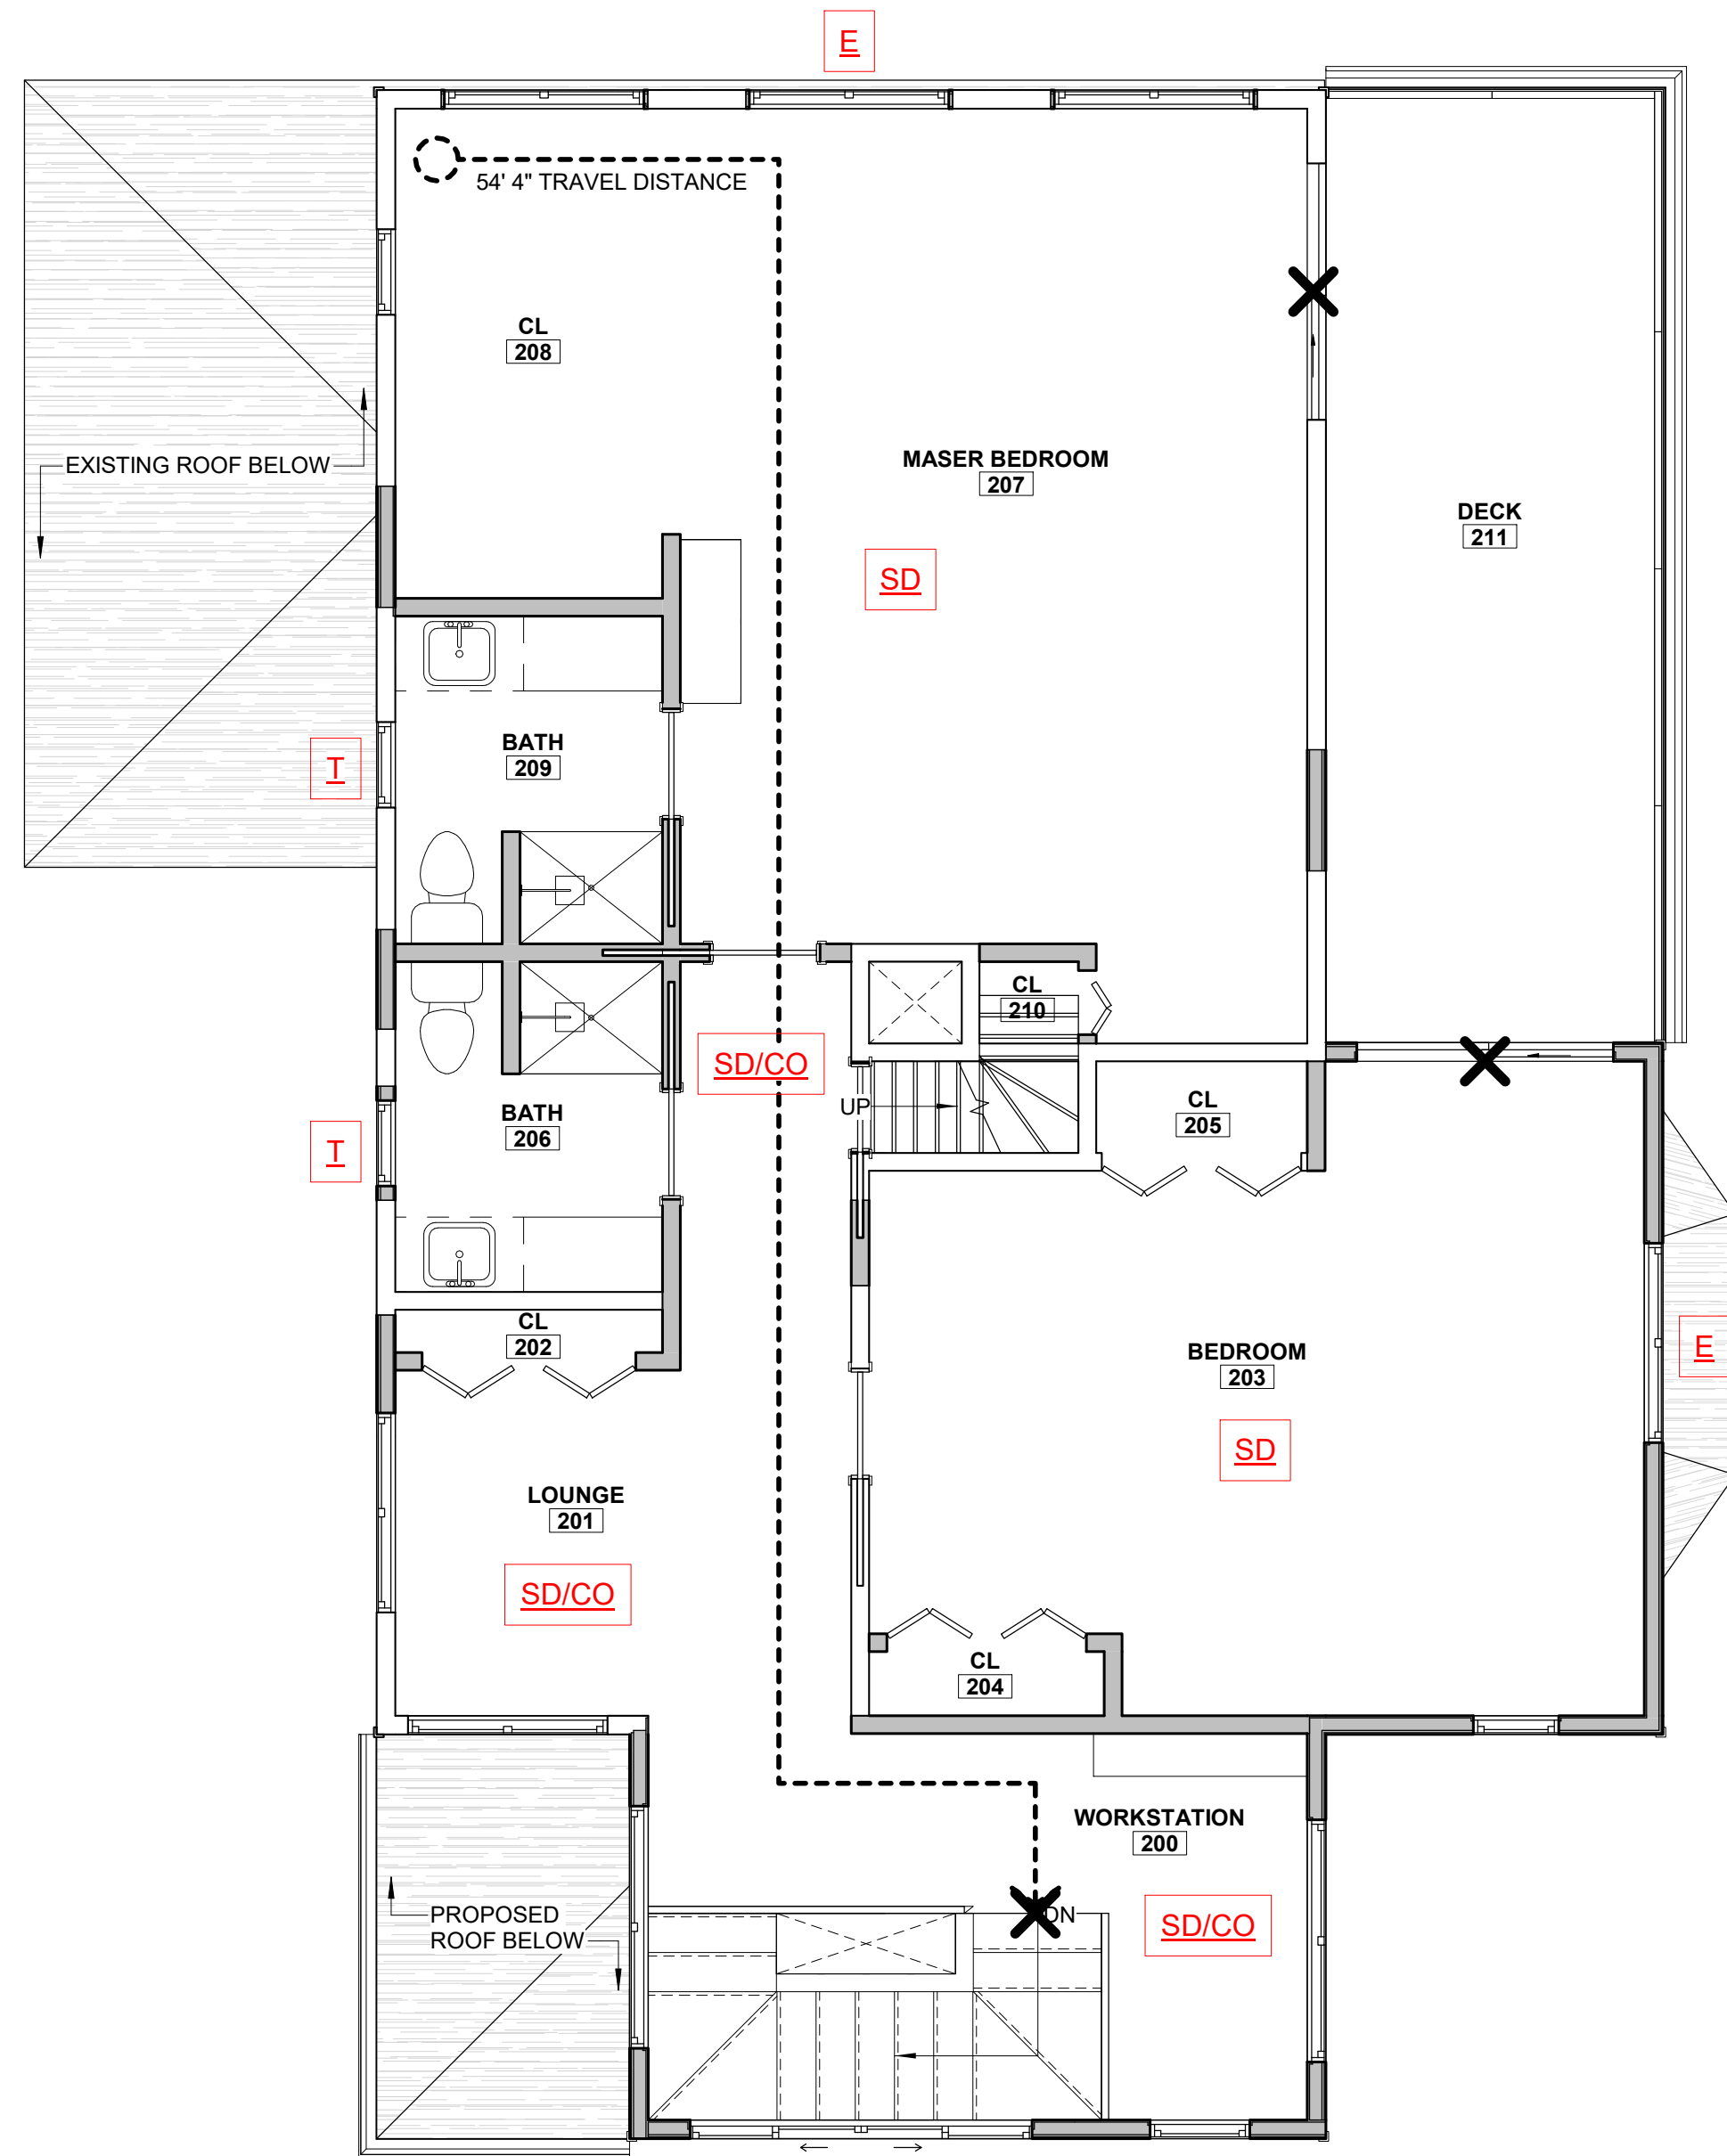 E
54' 4" TRAVEL DISTANCE
CL
208
EXISTING ROOF BELOW
MASER BEDROOM
207
DECK
211
SD
BATH
209
T
CL
210
SD/CO
UP
CL
205
BATH
206
T
CL
202
BEDROOM
203
E
SD
LOUNGE
201
SD/CO
CL
204
WORKSTATION
200
PROPOSED
ROOF BELOW
DN
SD/CO